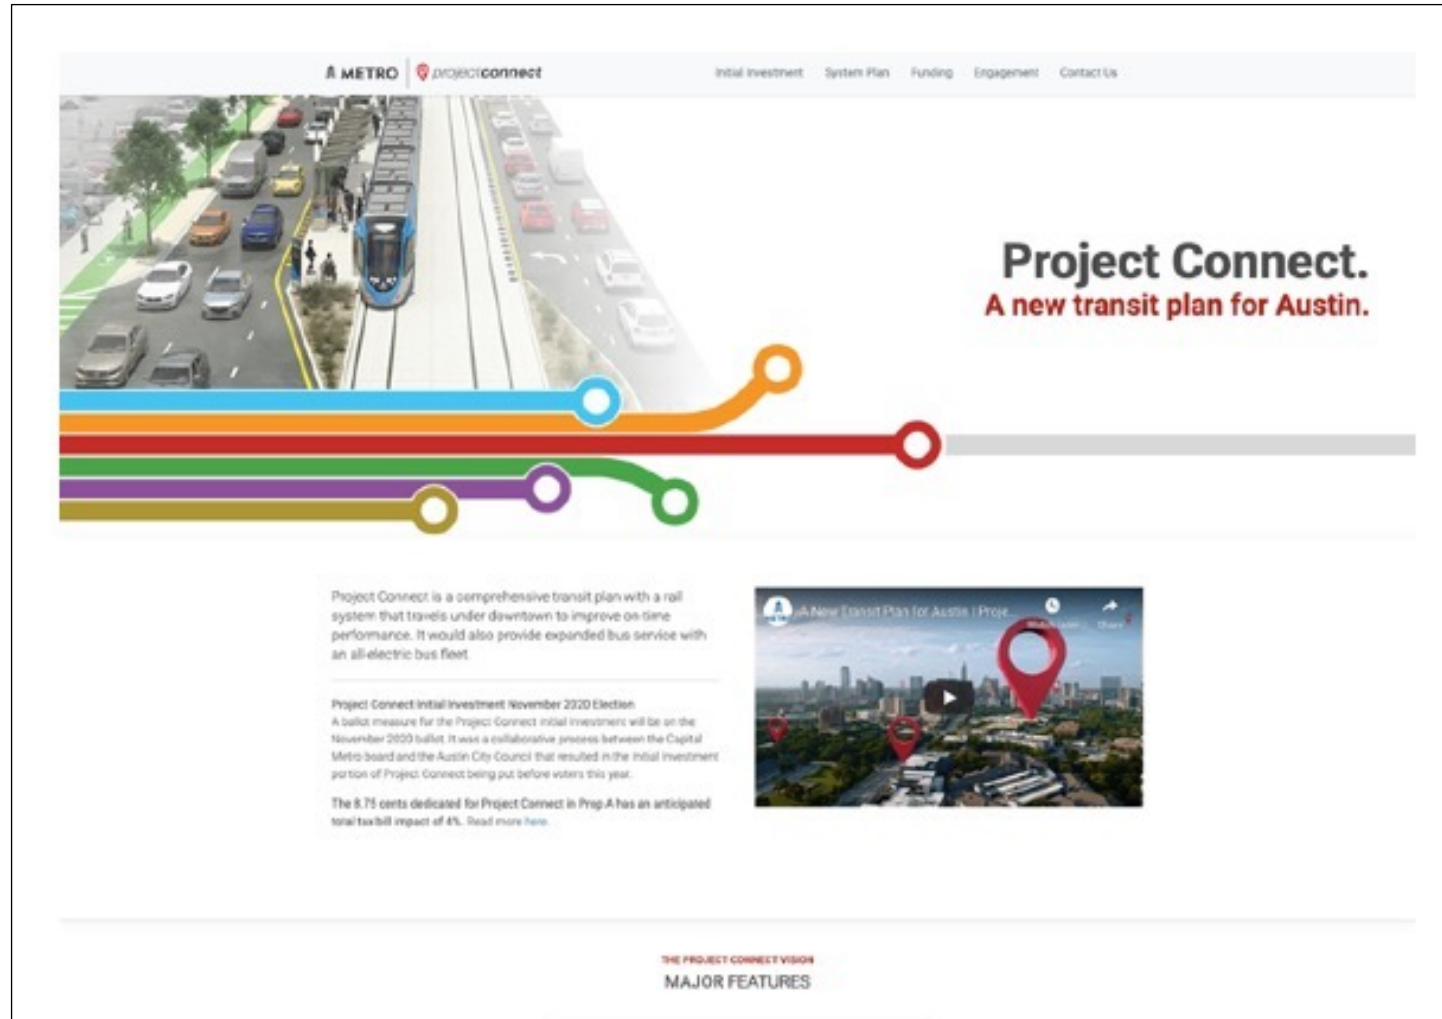 METRO projectconnect
Initial Investment System Plan Funding Engagement Contact Us
Project Connect.
A new transit plan for Austin.
Project Connect is a comprehensive transit plan with a rail
system that travels under downtown to improve on-time
performance. It would also provide expanded bus service with
an all-electric bus fleet.
Project Connect Initial Investment November 2020 Election
A ballot measure for the Project Connect initial investment will be on the
November 2020 ballot. It was a collaborative process between the Capital
Metro board and the Austin City Council that resulted in the initial investment
portion of Project Connect being put before voters this year.
The 8.75 cents dedicated for Project Connect in Prop A has an anticipated
total tax bill impact of 4%. Read more here.
A New Transit Plan for Austin | Proje...
Watch Later Share
THE PROJECT CONNECT VISION
MAJOR FEATURES